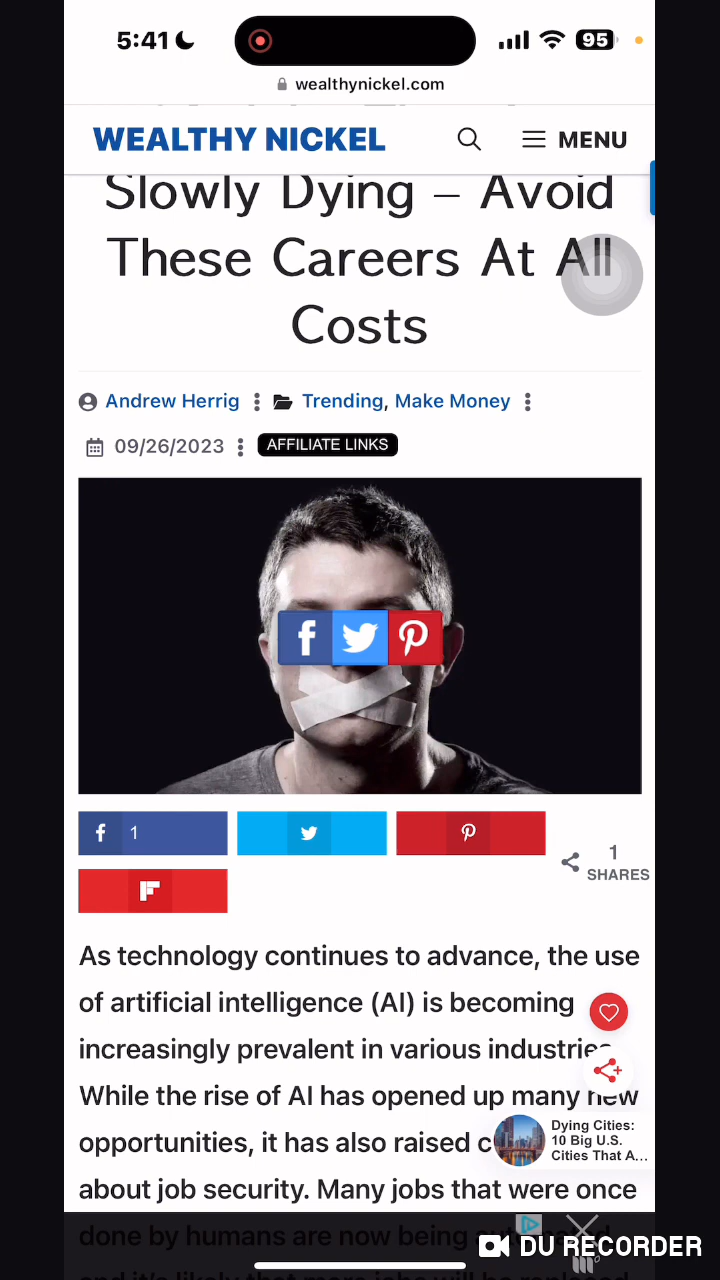 5:41
95
wealthynickel.com
WEALTHY NICKEL
MENU
Slowly Dying – Avoid
These Careers At All
Costs
Andrew Herrig
Trending, Make Money
09/26/2023
AFFILIATE LINKS
1
1
SHARES
As technology continues to advance, the use
of artificial intelligence (AI) is becoming
increasingly prevalent in various industries.
While the rise of AI has opened up many new
opportunities, it has also raised
Dying Cities:
10 Big U.S.
Cities That A...
about job security. Many jobs that were once
done by humans are now being
DU RECORDER